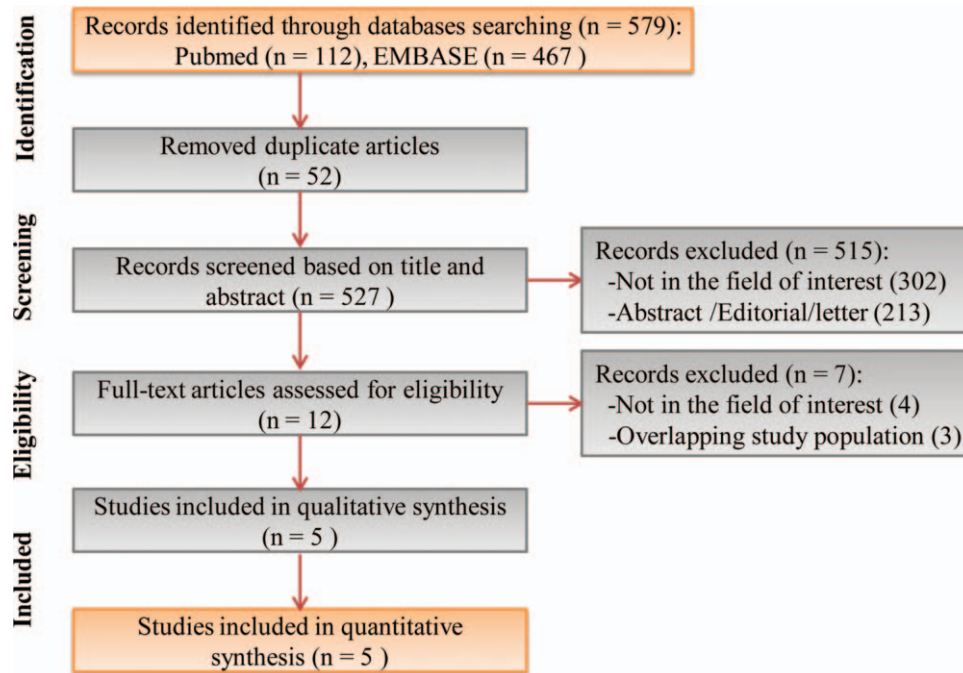 Identification
Records identified through databases searching (n = 579):
Pubmed (n = 112), EMBASE (n = 467 )
Removed duplicate articles
(n = 52)
Screening
Records screened based on title and
abstract (n = 527 )
Records excluded (n = 515):
-Not in the field of interest (302)
-Abstract /Editorial/letter (213)
Eligibility
Full-text articles assessed for eligibility
(n = 12)
Records excluded (n = 7):
-Not in the field of interest (4)
-Overlapping study population (3)
Included
Studies included in qualitative synthesis
(n = 5 )
Studies included in quantitative
synthesis (n = 5 )